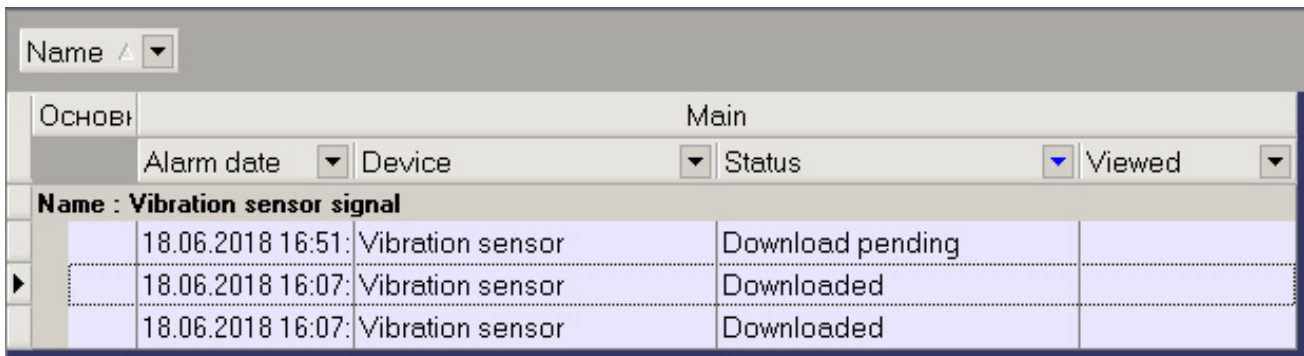 Name
Основн Main
Alarm date Device Status Viewed
Name : Vibration sensor signal
18.06.2018 16:51: Vibration sensor Download pending
18.06.2018 16:07: Vibration sensor Downloaded
18.06.2018 16:07: Vibration sensor Downloaded